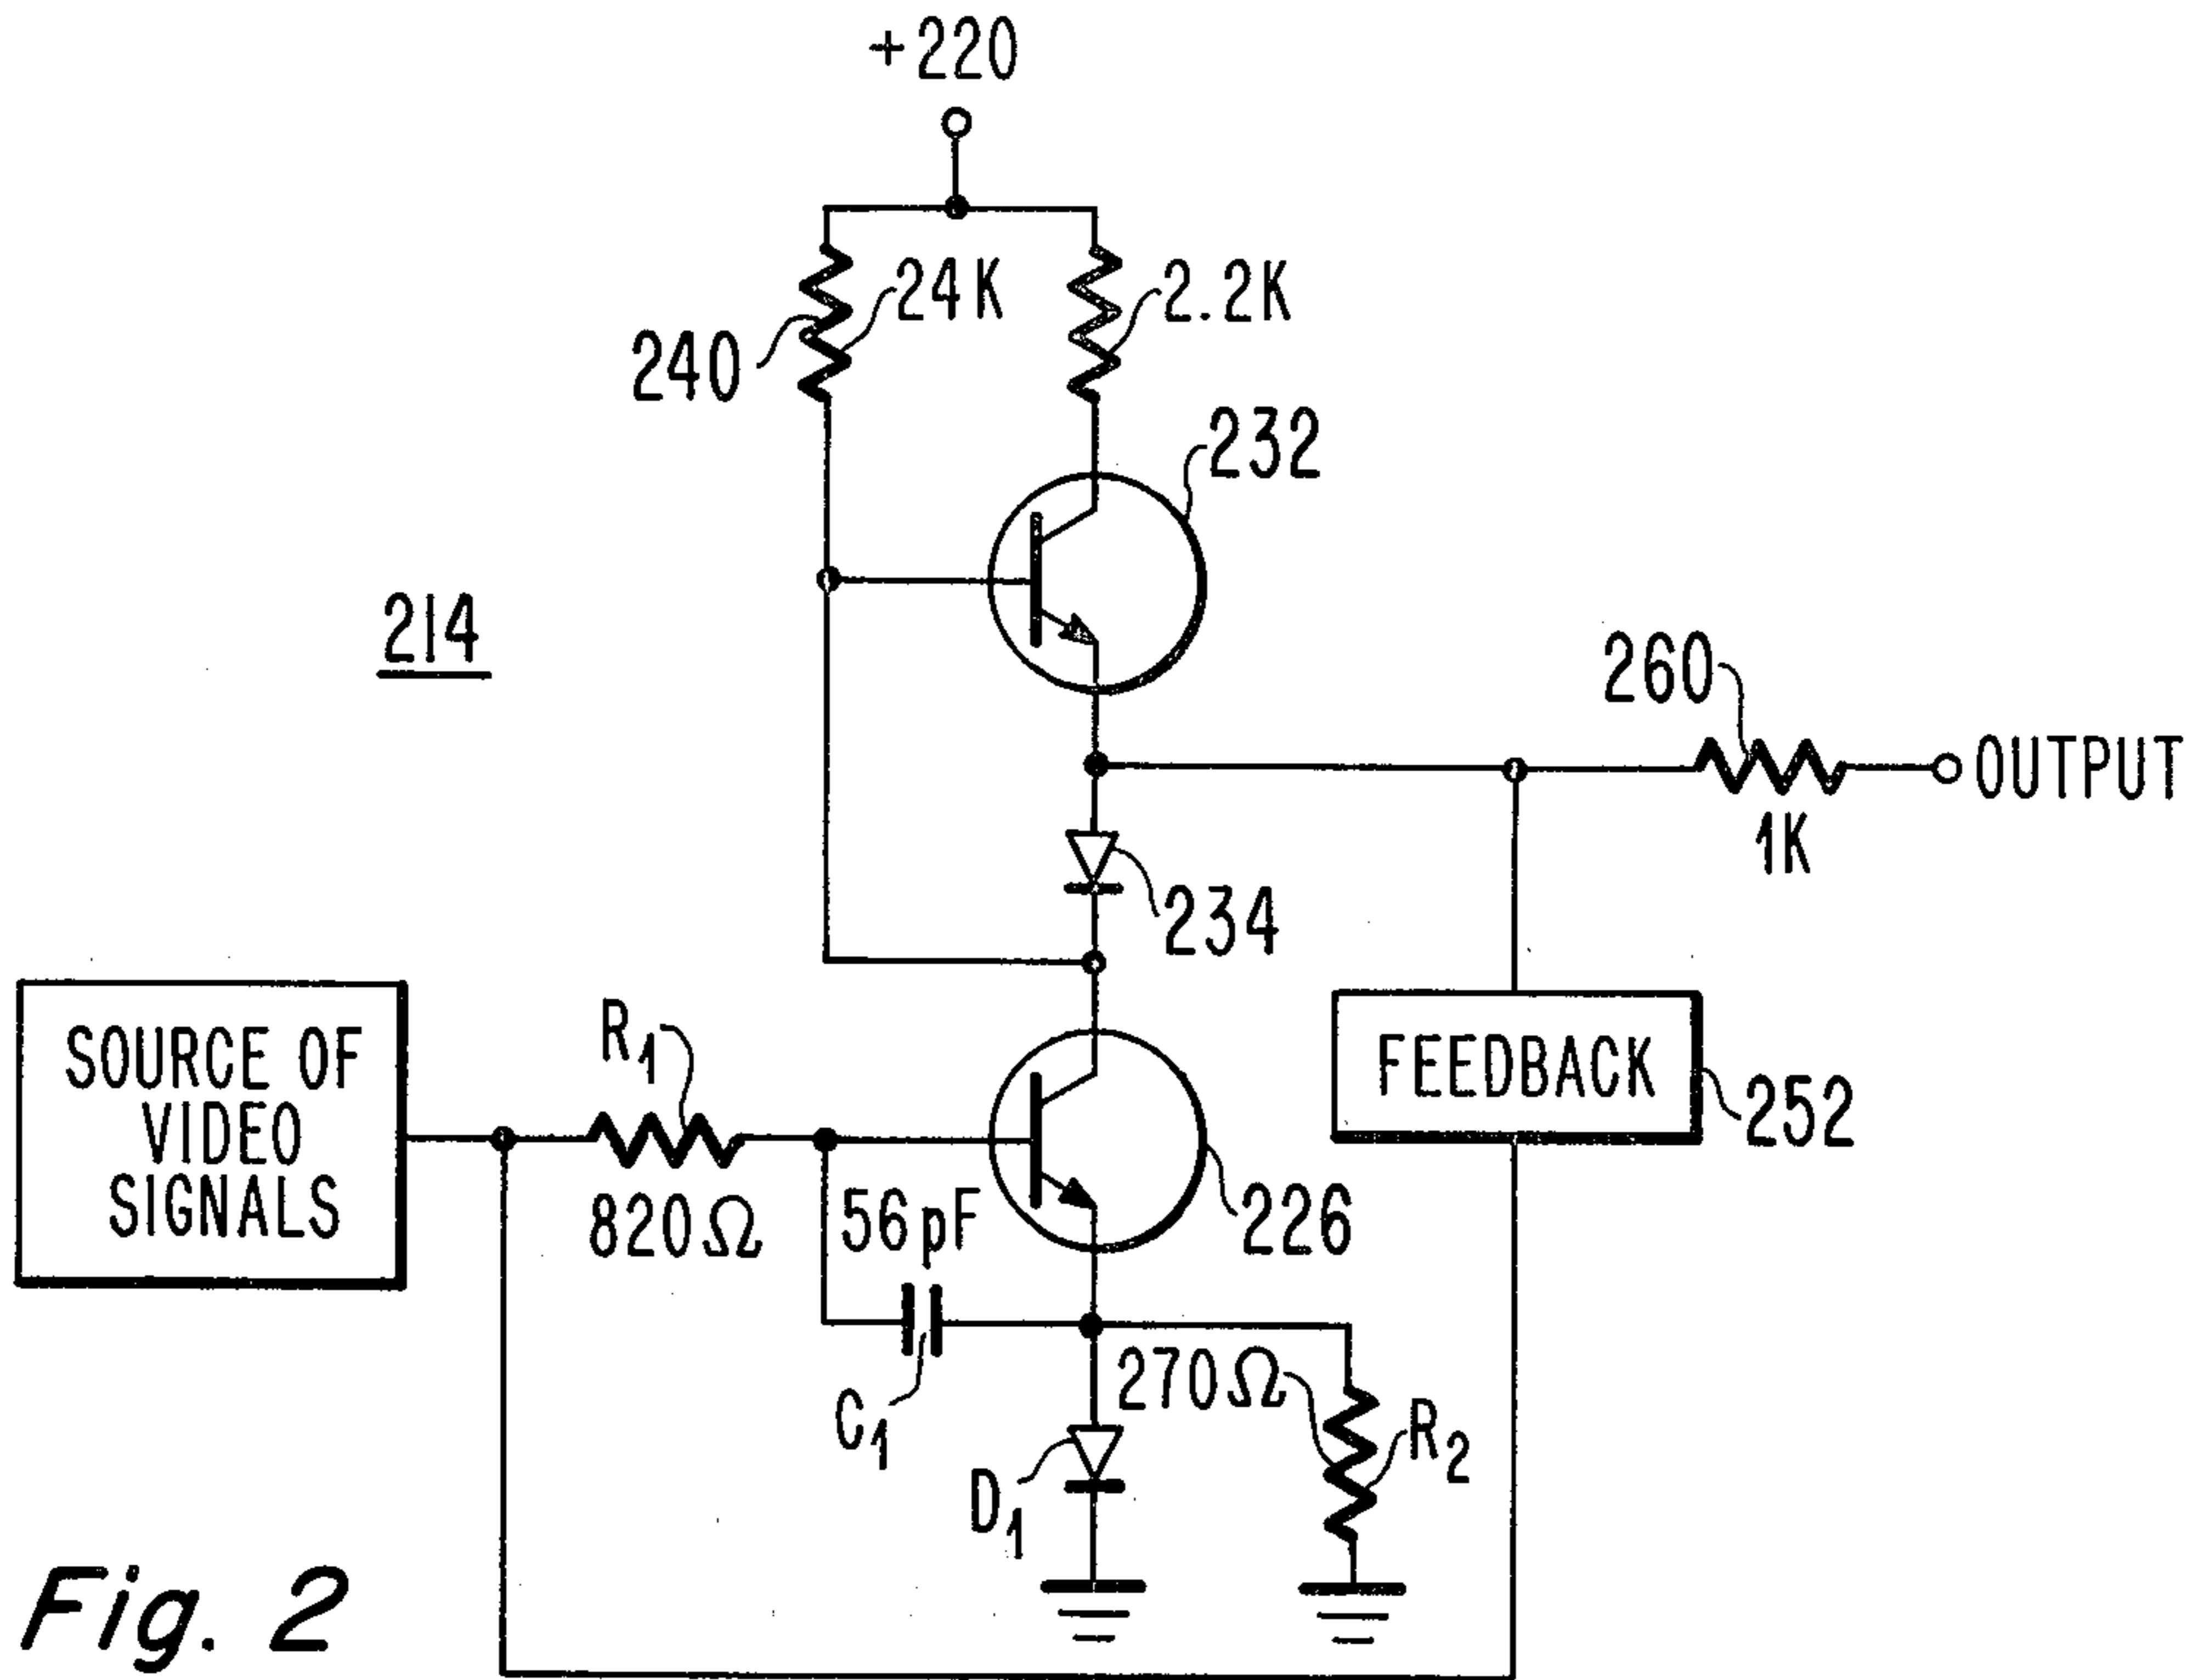 +220
24K
2.2K
240
232
214
260
OUTPUT
1K
234
SOURCE OF
VIDEO
SIGNALS
R1
820Ω
56pF
226
FEEDBACK
252
C1
270Ω
R2
D1
Fig. 2